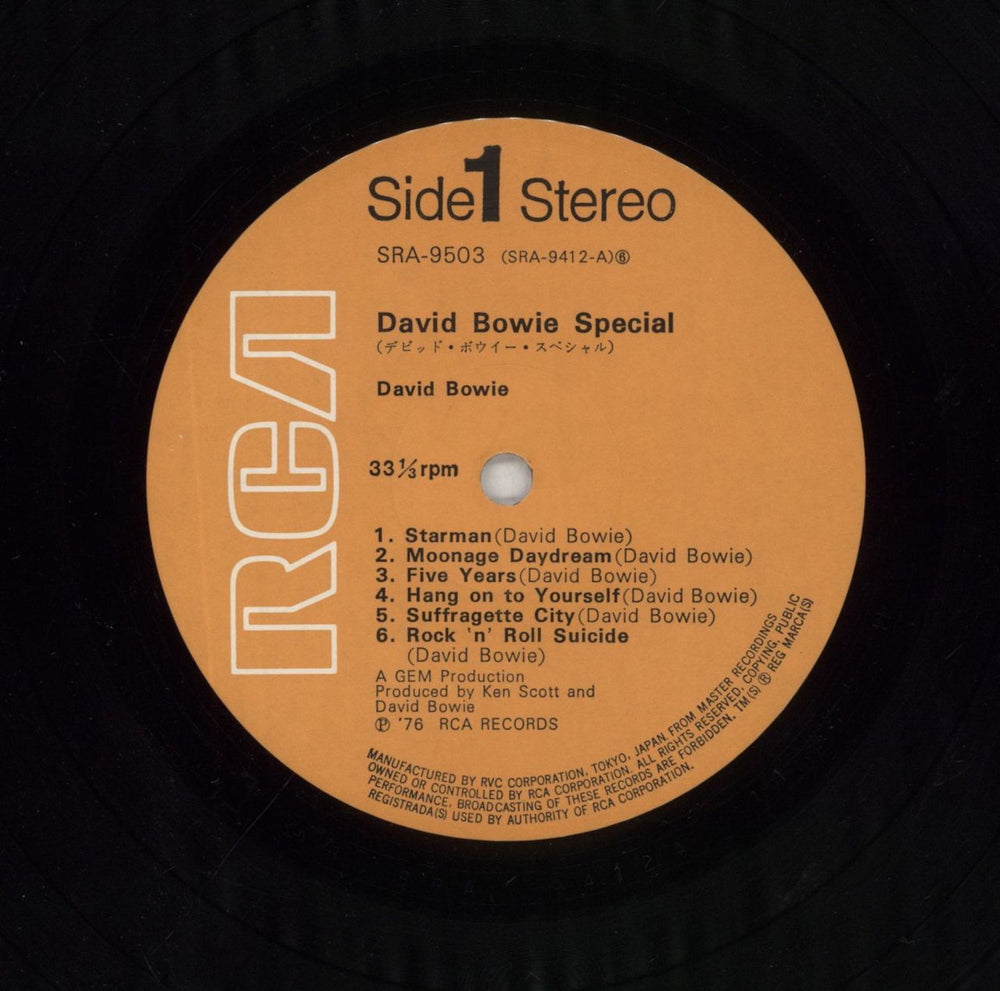 Side 1 Stereo
SRA-9503 (SRA-9412-A)⑥
David Bowie Special
(デビッド・ボウイー・スペシャル)
David Bowie
33⅓rpm
1. Starman(David Bowie)
2. Moonage Daydream(David Bowie)
3. Five Years(David Bowie)
4. Hang on to Yourself(David Bowie)
5. Suffragette City(David Bowie)
6. Rock 'n' Roll Suicide
(David Bowie)
A GEM Production
Produced by Ken Scott and
David Bowie
Ⓟ '76 RCA RECORDS
RCA
MANUFACTURED BY RVC CORPORATION, TOKYO, JAPAN, FROM MASTER RECORDINGS
OWNED OR CONTROLLED BY RCA CORPORATION. ALL RIGHTS RESERVED, COPYING, PUBLIC
PERFORMANCE, BROADCASTING OF THESE RECORDS ARE FORBIDDEN. TM(S) ® REG MARCA(S)
REGISTRADA(S) USED BY AUTHORITY OF RCA CORPORATION.